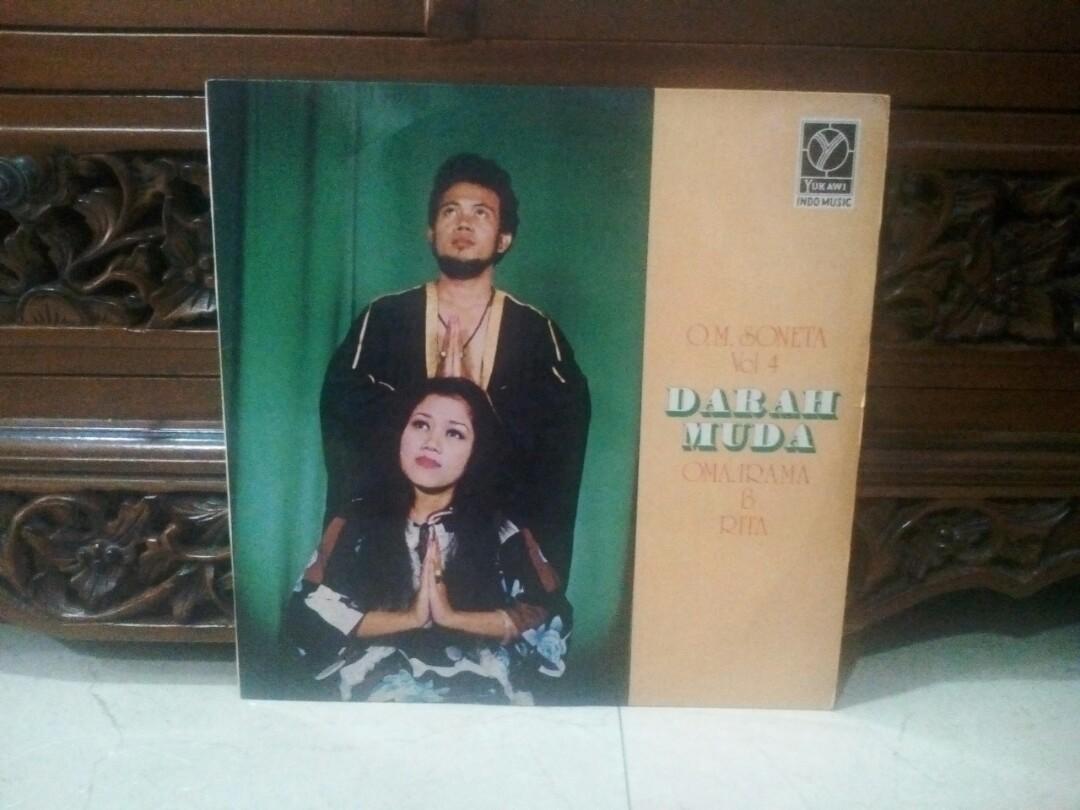 YUKAWI
INDO MUSIC
O.M. SONETA
Vol 4
DARAH
MUDA
OMA IRAMA
&
RITA